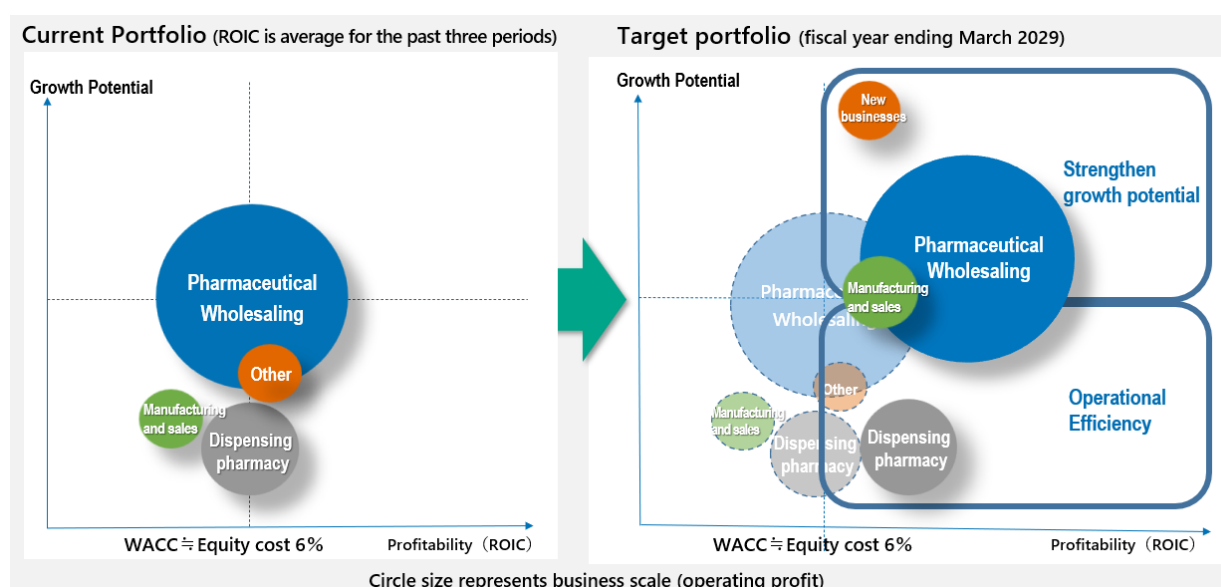 Current Portfolio (ROIC is average for the past three periods)
Growth Potential
Pharmaceutical
Wholesaling
Other
Manufacturing
and sales
Dispensing
pharmacy
WACC≒Equity cost 6%
Profitability（ROIC）
Target portfolio (fiscal year ending March 2029)
Growth Potential
New
businesses
Strengthen
growth potential
Pharmaceutical
Wholesaling
Manufacturing
and sales
Other
Manufacturing
and sales
Dispensing
pharmacy
Dispensing
pharmacy
Operational
Efficiency
WACC≒Equity cost 6%
Profitability（ROIC）
Circle size represents business scale (operating profit)